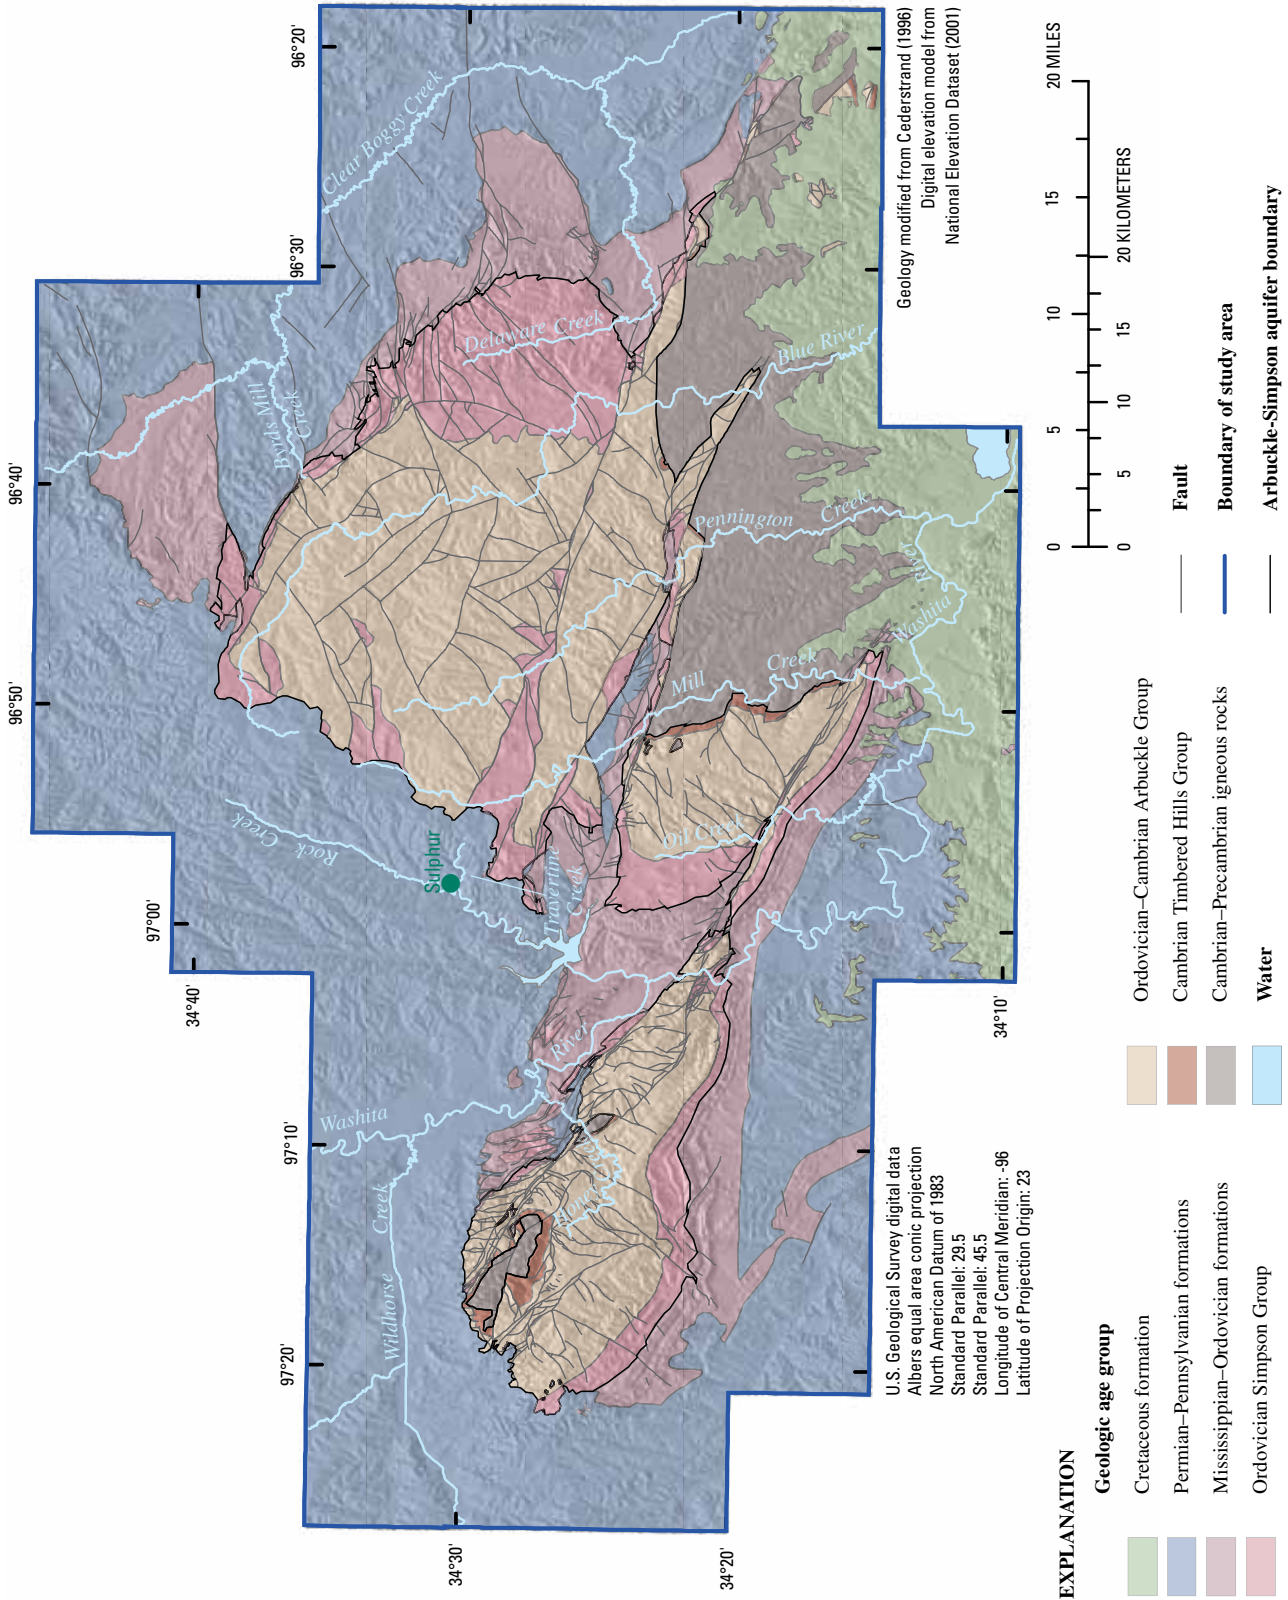 97°20'
97°10'
97°00'
96°50'
96°40'
96°30'
96°20'
34°40'
34°30'
34°20'
34°10'
Wildhorse
Creek
Washita
River
Honey
Rock
Creek
Sulphur
Travertine
Creek
Oil Creek
Mill
Creek
Washita
River
Pennington
Creek
Blue River
Delaware Creek
Byrds Mill
Creek
Clear Boggy Creek
U.S. Geological Survey digital data
Albers equal area conic projection
North American Datum of 1983
Standard Parallel: 29.5
Standard Parallel: 45.5
Longitude of Central Meridian: -96
Latitude of Projection Origin: 23
Geology modified from Cederstrand (1996)
Digital elevation model from
National Elevation Dataset (2001)
0 5 10 15 20 MILES
0 5 10 15 20 KILOMETERS
EXPLANATION
Geologic age group
Cretaceous formation
Permian–Pennsylvanian formations
Mississippian–Ordovician formations
Ordovician Simpson Group
Ordovician–Cambrian Arbuckle Group
Cambrian Timbered Hills Group
Cambrian–Precambrian igneous rocks
Water
Fault
Boundary of study area
Arbuckle-Simpson aquifer boundary